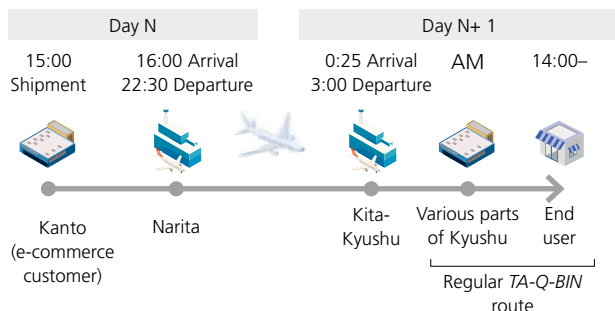 Day N
Day N+ 1
15:00
Shipment
16:00 Arrival
22:30 Departure
0:25 Arrival
3:00 Departure
AM
14:00–
Kanto
(e-commerce
customer)
Narita
Kita-
Kyushu
Various parts
of Kyushu
End
user
Regular TA-Q-BIN
route